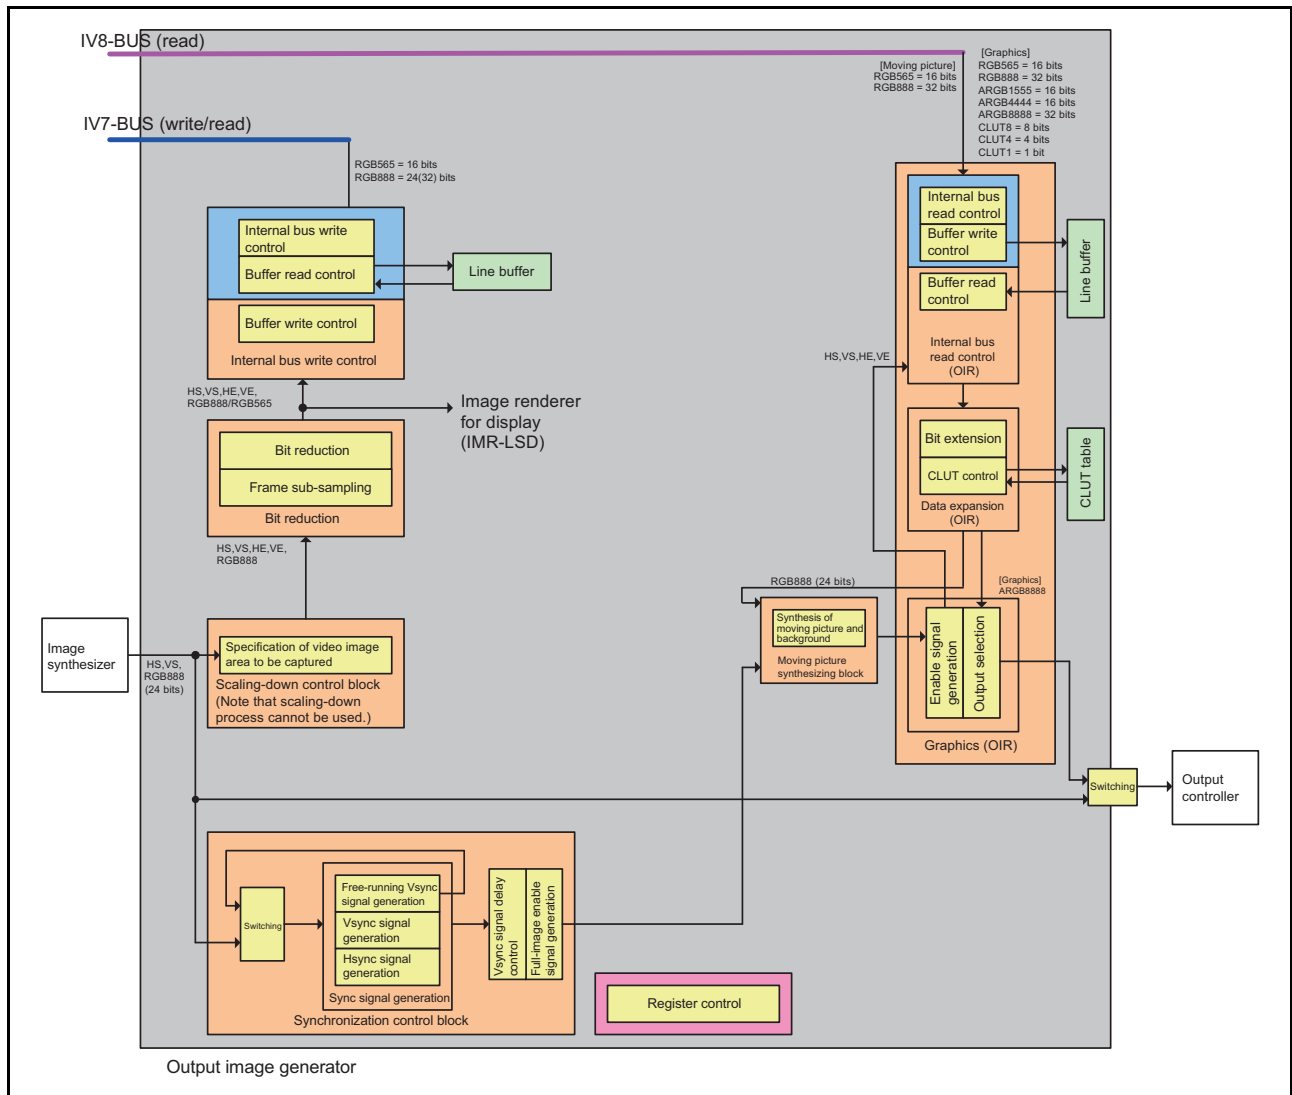 IV8-BUS (read)
[Moving picture]
RGB565 = 16 bits
RGB888 = 32 bits
[Graphics]
RGB565 = 16 bits
RGB888 = 32 bits
ARGB1555 = 16 bits
ARGB4444 = 16 bits
ARGB8888 = 32 bits
CLUT8 = 8 bits
CLUT4 = 4 bits
CLUT1 = 1 bit
IV7-BUS (write/read)
RGB565 = 16 bits
RGB888 = 24(32) bits
Internal bus write
control
Buffer read control
Line buffer
Buffer write control
Internal bus write control
HS,VS,HE,VE,
RGB888/RGB565
Image renderer
for display
(IMR-LSD)
Bit reduction
Frame sub-sampling
Bit reduction
HS,VS,HE,VE,
RGB888
Image
synthesizer
HS,VS,
RGB888
(24 bits)
Specification of video image
area to be captured
Scaling-down control block
(Note that scaling-down
process cannot be used.)
Internal bus
read control
Buffer write
control
Line buffer
Buffer read
control
Internal bus
read control
(OIR)
HS,VS,HE,VE
Bit extension
CLUT control
CLUT table
Data expansion
(OIR)
RGB888 (24 bits)
[Graphics]
ARGB8888
Synthesis of
moving picture and
background
Moving picture
synthesizing block
Enable signal
generation
Output selection
Graphics (OIR)
Switching
Output
controller
Switching
Free-running Vsync
signal generation
Vsync signal
generation
Hsync signal
generation
Sync signal generation
Vsync signal delay
control
Full-image enable
signal generation
Synchronization control block
Register control
Output image generator